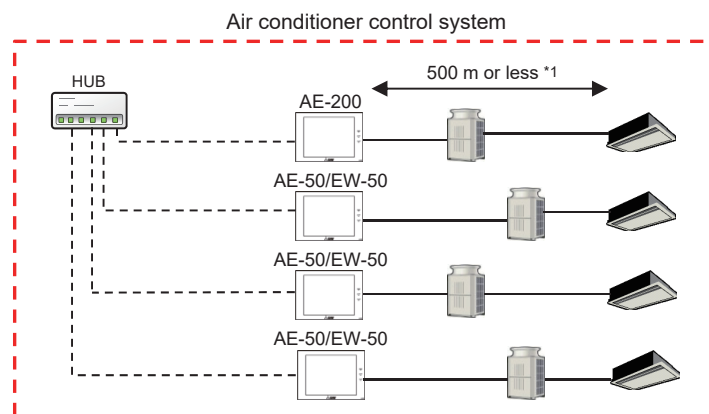 Air conditioner control system
HUB
500 m or less *1
AE-200
AE-50/EW-50
AE-50/EW-50
AE-50/EW-50